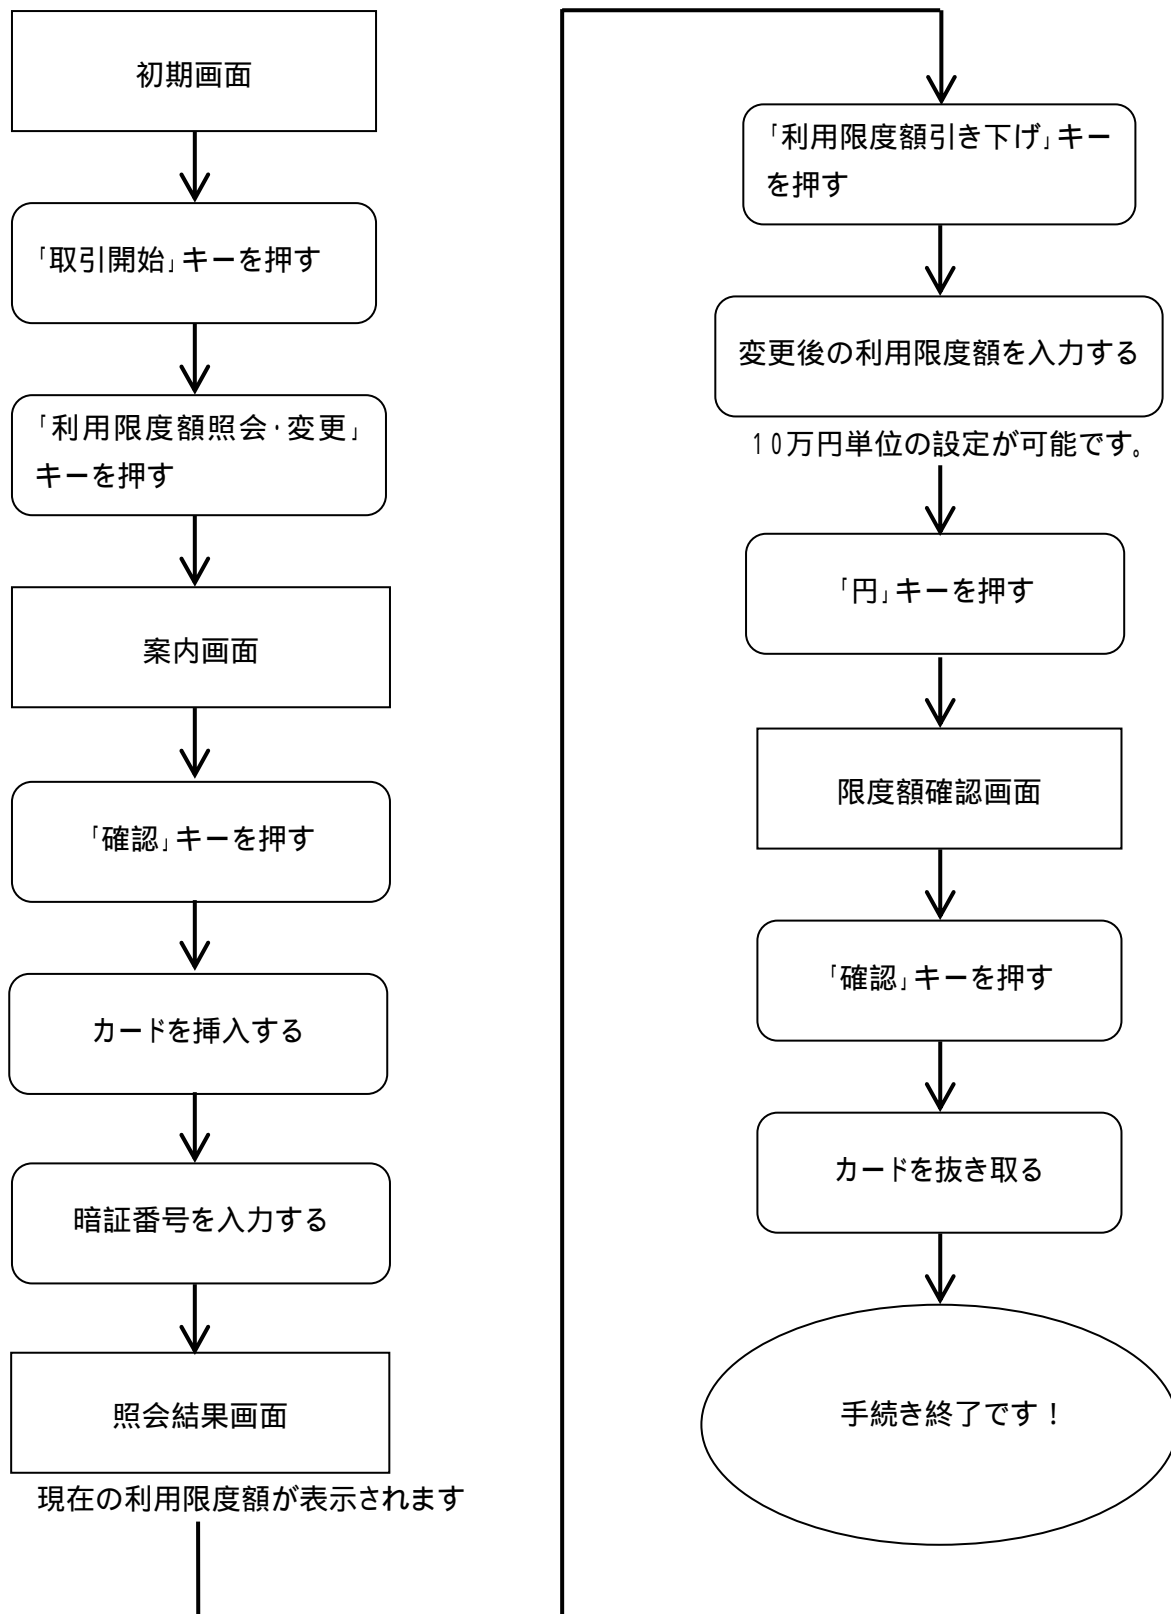 初期画面
「取引開始」キーを押す
「利用限度額照会・変更」
キーを押す
案内画面
「確認」キーを押す
カードを挿入する
暗証番号を入力する
照会結果画面
現在の利用限度額が表示されます
「利用限度額引き下げ」キー
を押す
変更後の利用限度額を入力する
10万円単位の設定が可能です。
「円」キーを押す
限度額確認画面
「確認」キーを押す
カードを抜き取る
手続き終了です！